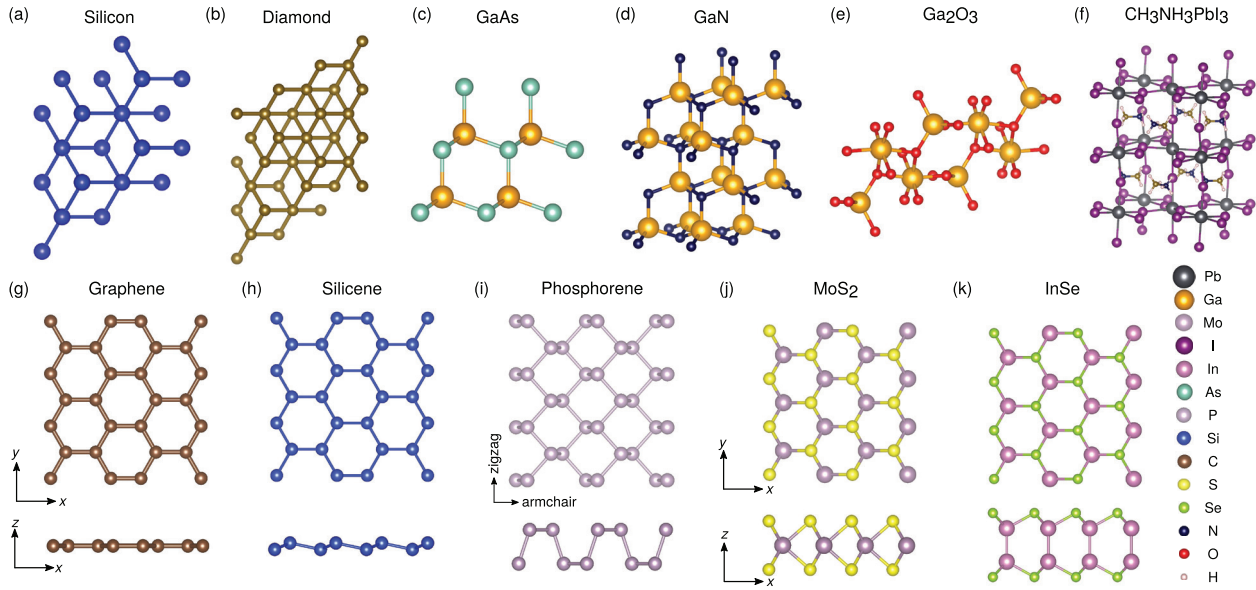 (a) Silicon
(b) Diamond
(c) GaAs
(d) GaN
(e) Ga2O3
(f) CH3NH3PbI3
(g) Graphene
(h) Silicene
(i) Phosphorene
(j) MoS2
(k) InSe
y
x
z
x
zigzag
armchair
y
x
z
x
Pb
Ga
Mo
I
In
As
P
Si
C
S
Se
N
O
H